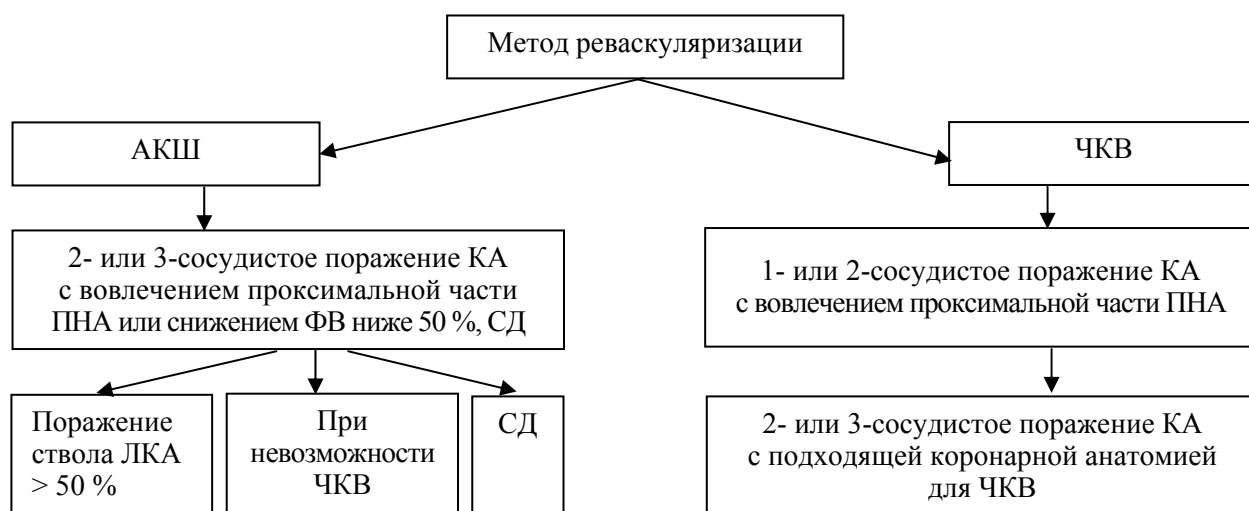 Метод реваскуляризации
АКШ
ЧКВ
2- или 3-сосудистое поражение КА
с вовлечением проксимальной части
ПНА или снижением ФВ ниже 50 %, СД
1- или 2-сосудистое поражение КА
с вовлечением проксимальной части ПНА
Поражение
ствола ЛКА
> 50 %
При
невозможности
ЧКВ
СД
2- или 3-сосудистое поражение КА
с подходящей коронарной анатомией
для ЧКВ